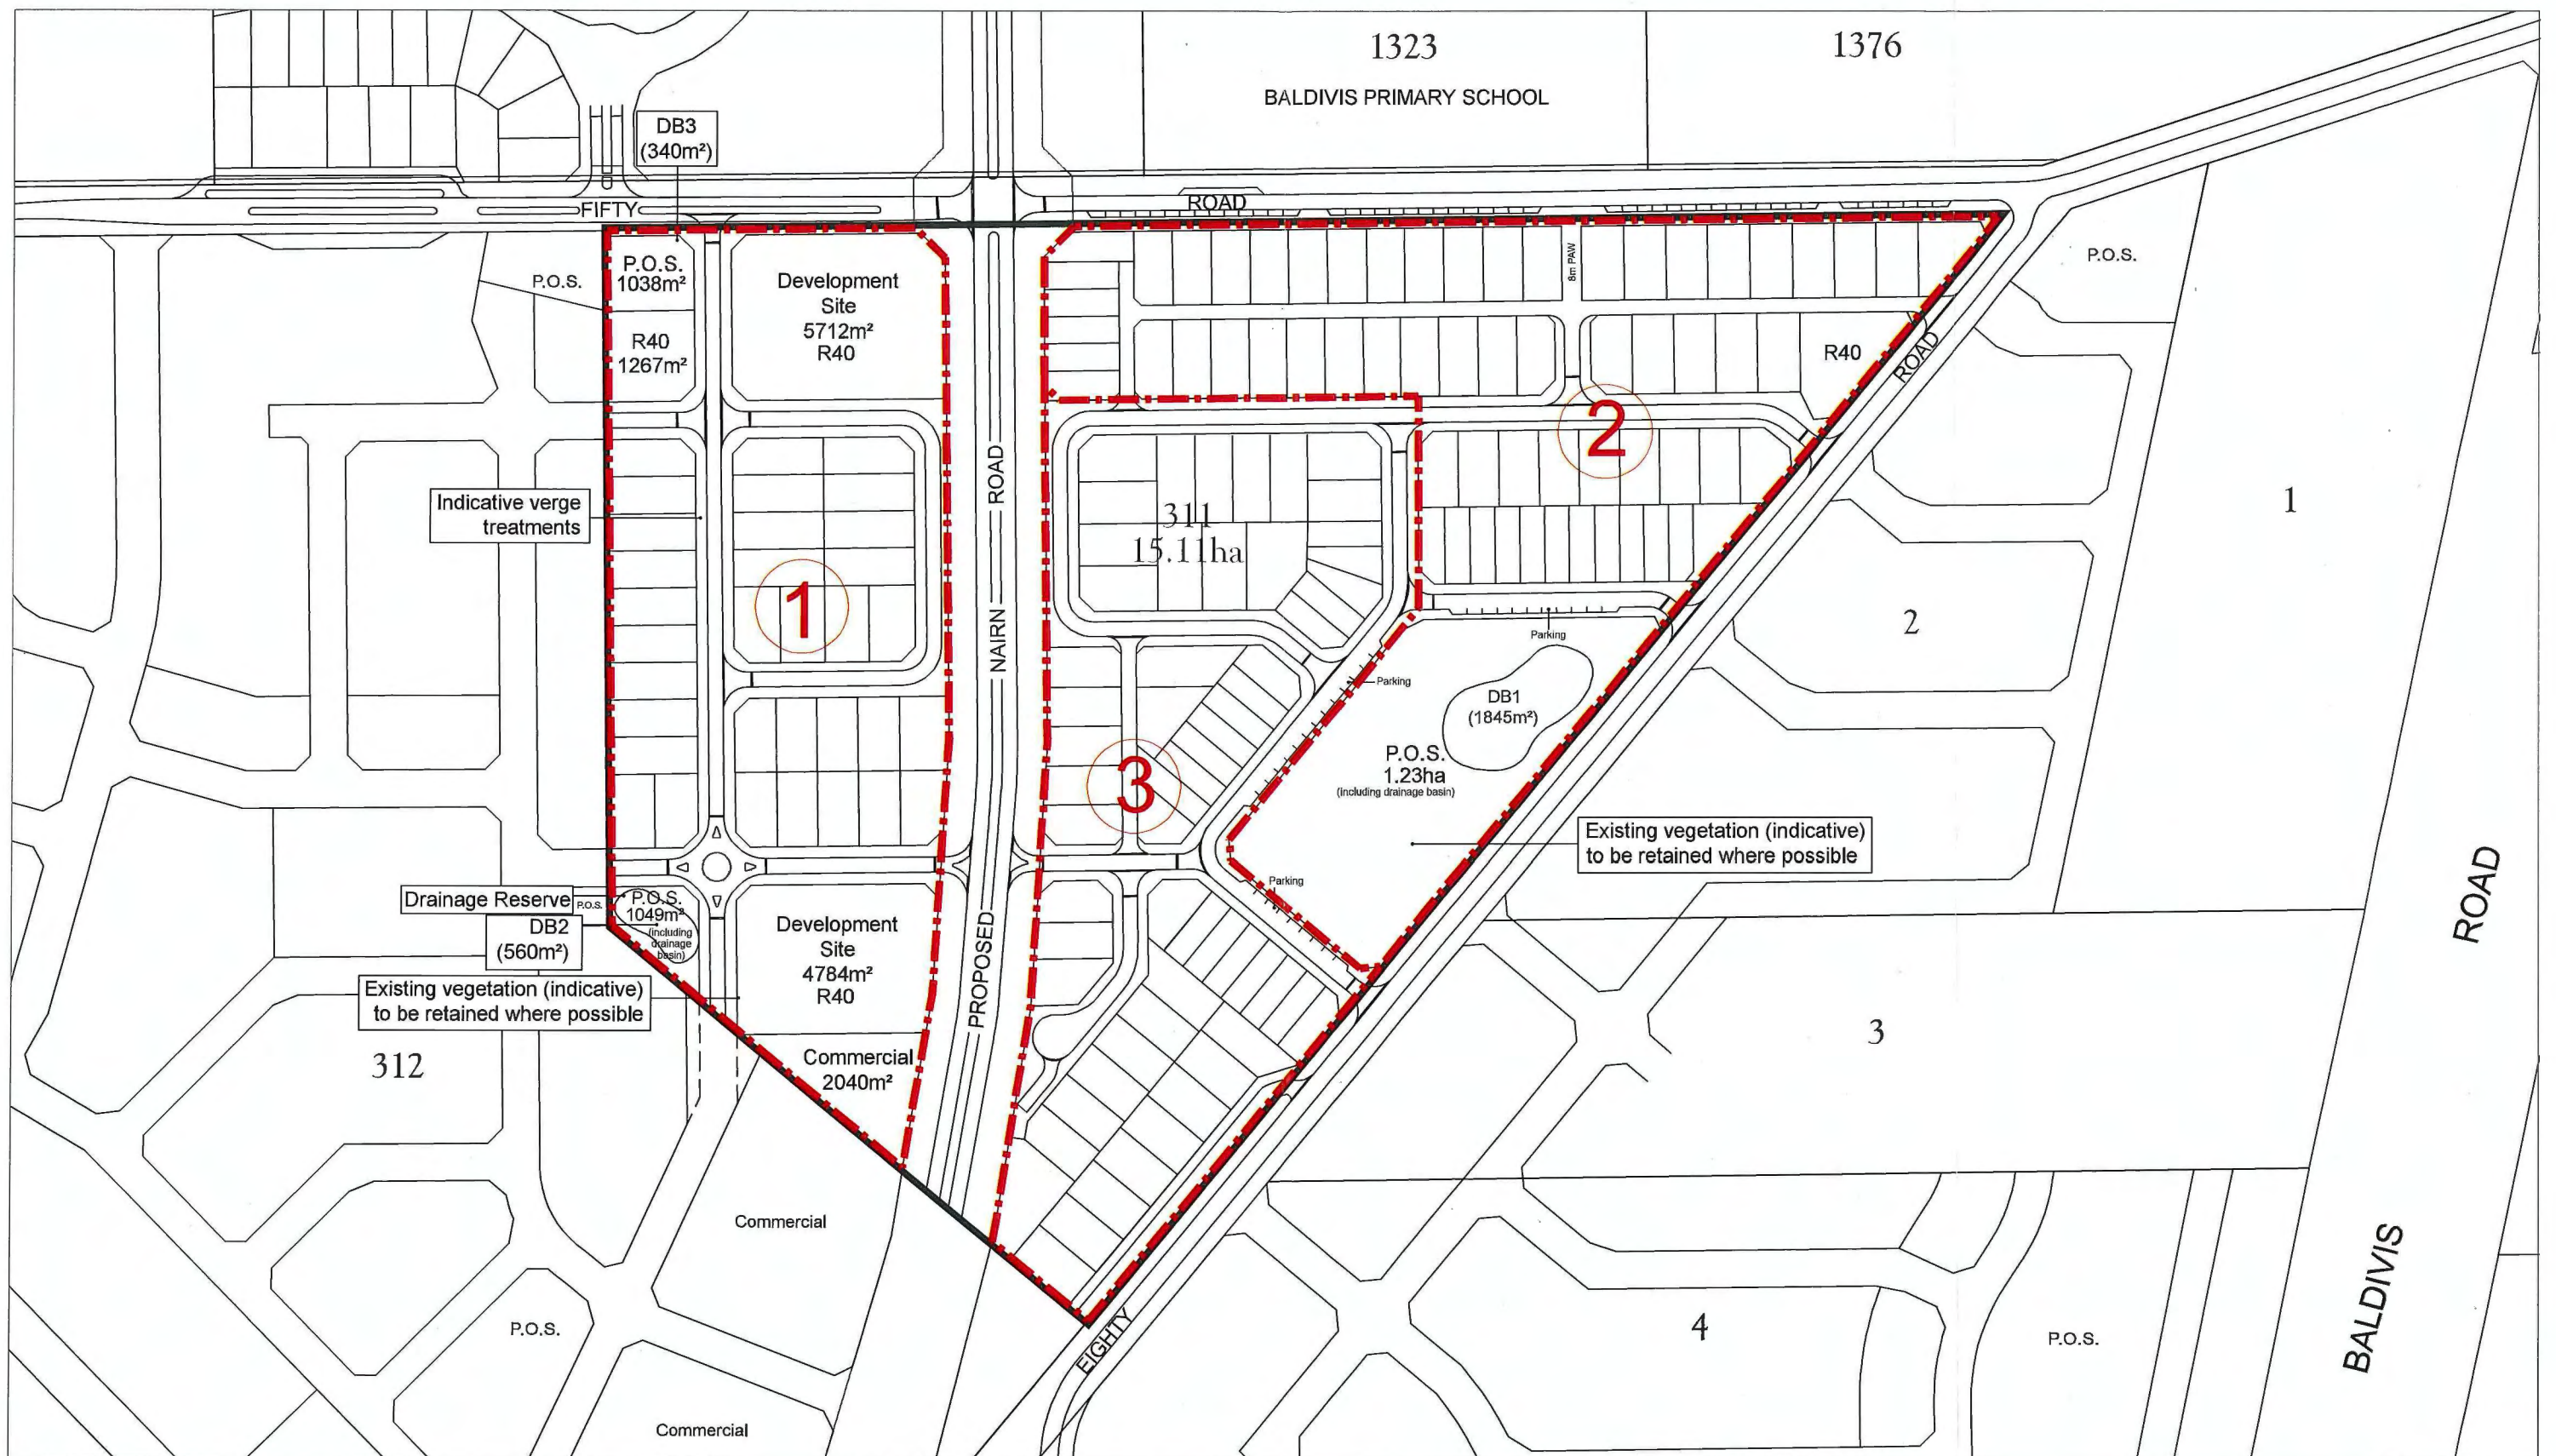 1323
1376
BALDIVIS PRIMARY SCHOOL
DB3
(340m²)
FIFTY
ROAD
P.O.S.
P.O.S.
1038m²
R40
1267m²
Development
Site
5712m²
R40
8m PAW
R40
ROAD
P.O.S.
Indicative verge
treatments
1
2
3
311
15.11ha
PROPOSED
NAIRN
ROAD
1
2
Parking
Parking
DB1
(1845m²)
P.O.S.
1.23ha
(including drainage basin)
Existing vegetation (indicative)
to be retained where possible
Parking
Drainage Reserve
P.O.S.
P.O.S.
1049m²
(including
drainage
basin)
DB2
(560m²)
Development
Site
4784m²
R40
Existing vegetation (indicative)
to be retained where possible
Commercial
2040m²
312
3
Commercial
P.O.S.
Commercial
EIGHTY
4
P.O.S.
BALDIVIS
ROAD